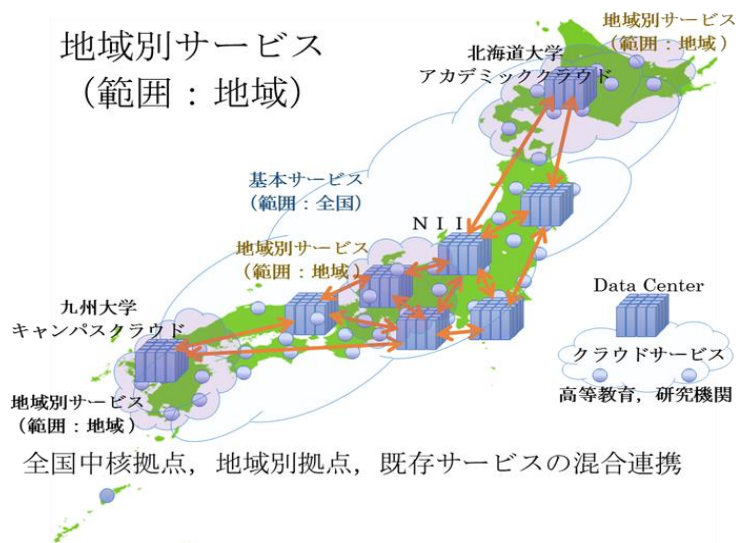 地域別サービス
(範囲：地域)
地域別サービス
(範囲：地域)
北海道大学
アカデミッククラウド
基本サービス
(範囲：全国)
ＮＩＩ
地域別サービス
(範囲：地域)
九州大学
キャンパスクラウド
Data Center
クラウドサービス
高等教育，研究機関
地域別サービス
(範囲：地域)
全国中核拠点，地域別拠点，既存サービスの混合連携